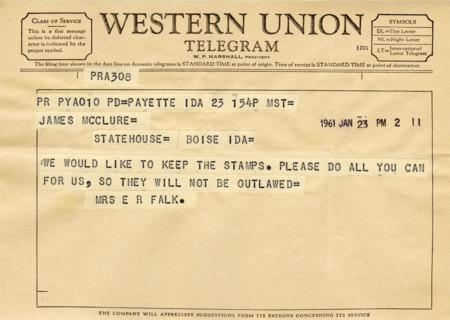 CLASS OF SERVICE
This is a fast message
unless its deferred char-
acter is indicated by the
proper symbol.
WESTERN UNION
TELEGRAM
W. P. MARSHALL, PRESIDENT
1201
SYMBOLS
DL=Day Letter
NL=Night Letter
LT=International Letter Telegram
The filing time shown in the date line on domestic telegrams is STANDARD TIME at point of origin. Time of receipt is STANDARD TIME at point of destination
PRA308
PR PYA010 PD=PAYETTE IDA 23 154P MST=
JAMES MCCLURE=
STATEHOUSE= BOISE IDA=
1961 JAN 23 PM 2 11
WE WOULD LIKE TO KEEP THE STAMPS. PLEASE DO ALL YOU CAN
FOR US, SO THEY WILL NOT BE OUTLAWED=
MRS E R FALK.
THE COMPANY WILL APPRECIATE SUGGESTIONS FROM ITS PATRONS CONCERNING ITS SERVICE